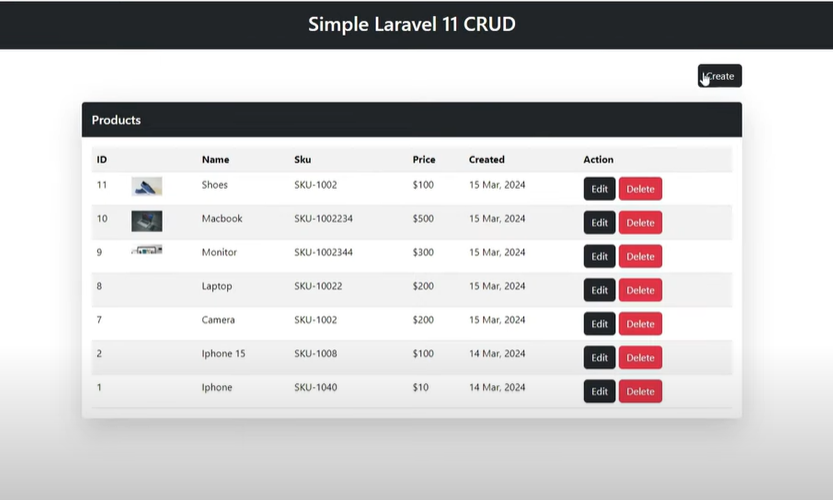 Simple Laravel 11 CRUD
Create
Products
ID Name Sku Price Created Action
11 Shoes SKU-1002 $100 15 Mar, 2024 Edit Delete
10 Macbook SKU-1002234 $500 15 Mar, 2024 Edit Delete
9 Monitor SKU-1002344 $300 15 Mar, 2024 Edit Delete
8 Laptop SKU-10022 $200 15 Mar, 2024 Edit Delete
7 Camera SKU-1002 $200 15 Mar, 2024 Edit Delete
2 Iphone 15 SKU-1008 $100 14 Mar, 2024 Edit Delete
1 Iphone SKU-1040 $10 14 Mar, 2024 Edit Delete